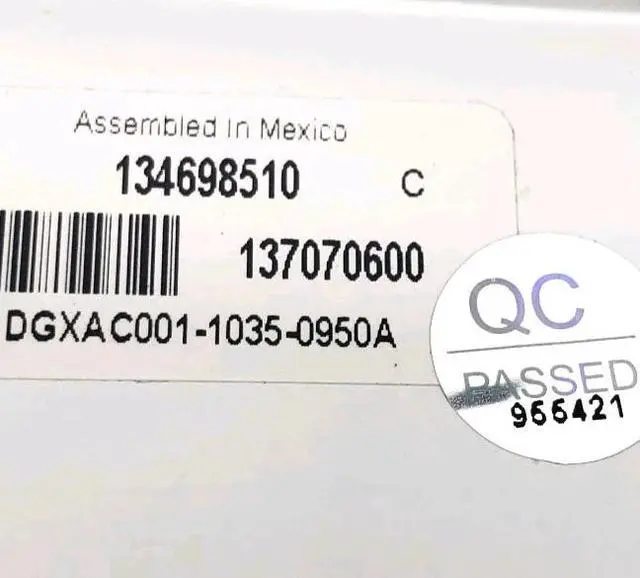 Assembled In Mexico
134698510 C
137070600
DGXAC001-1035-0950A
QC
PASSED
966421